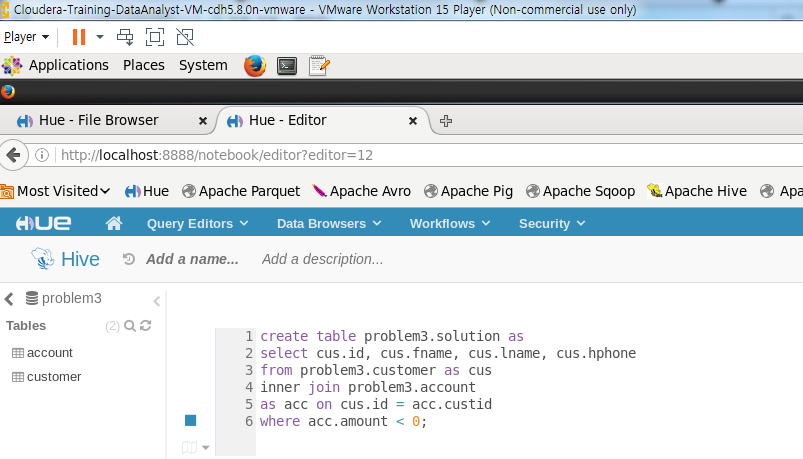 Cloudera-Training-DataAnalyst-VM-cdh5.8.0n-vmware - VMware Workstation 15 Player (Non-commercial use only)
Player
Applications Places System
Hue - File Browser Hue - Editor
http://localhost:8888/notebook/editor?editor=12
Most Visited Hue Apache Parquet Apache Avro Apache Pig Apache Sqoop Apache Hive Apa
HUE Query Editors Data Browsers Workflows Security
Hive Add a name... Add a description...
problem3
Tables (2)
account
customer
1 create table problem3.solution as
2 select cus.id, cus.fname, cus.lname, cus.hphone
3 from problem3.customer as cus
4 inner join problem3.account
5 as acc on cus.id = acc.custid
6 where acc.amount < 0;